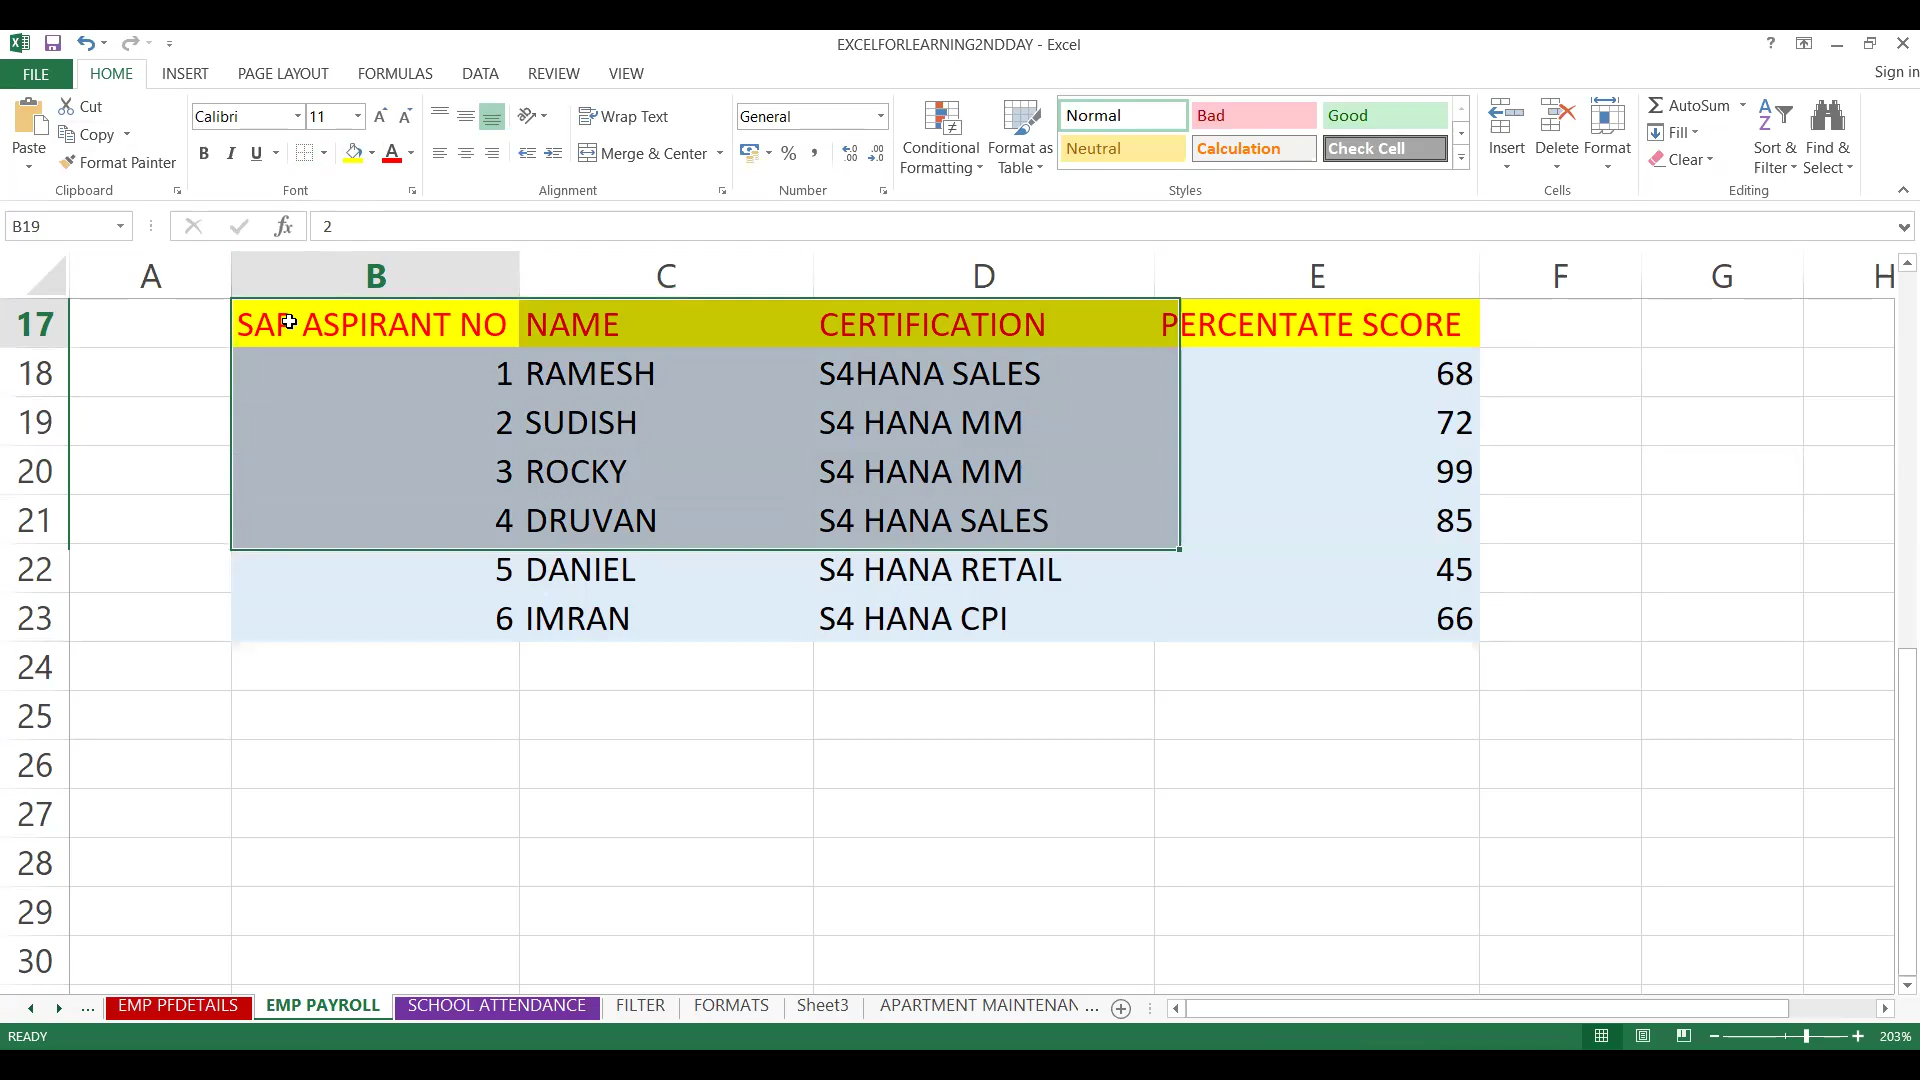 EXCELFORLEARNING2NDDAY - Excel
?
FILE HOME INSERT PAGE LAYOUT FORMULAS DATA REVIEW VIEW Sign in
Paste Cut Copy Format Painter Clipboard
Calibri 11 A A B I U A Font
Wrap Text Merge & Center Alignment
General % , .00 Number
Conditional Formatting Format as Table
Normal Bad Good
Neutral Calculation Check Cell
Styles
Insert Delete Format Cells
AutoSum Fill Clear Sort & Filter Find & Select Editing
B19 fx 2
A B C D E F G H
17 SAP ASPIRANT NO NAME CERTIFICATION PERCENTATE SCORE
18 1 RAMESH S4HANA SALES 68
19 2 SUDISH S4 HANA MM 72
20 3 ROCKY S4 HANA MM 99
21 4 DRUVAN S4 HANA SALES 85
22 5 DANIEL S4 HANA RETAIL 45
23 6 IMRAN S4 HANA CPI 66
24
25
26
27
28
29
30
... EMP PFDETAILS EMP PAYROLL SCHOOL ATTENDANCE FILTER FORMATS Sheet3 APARTMENT MAINTENAN ...
READY 203%